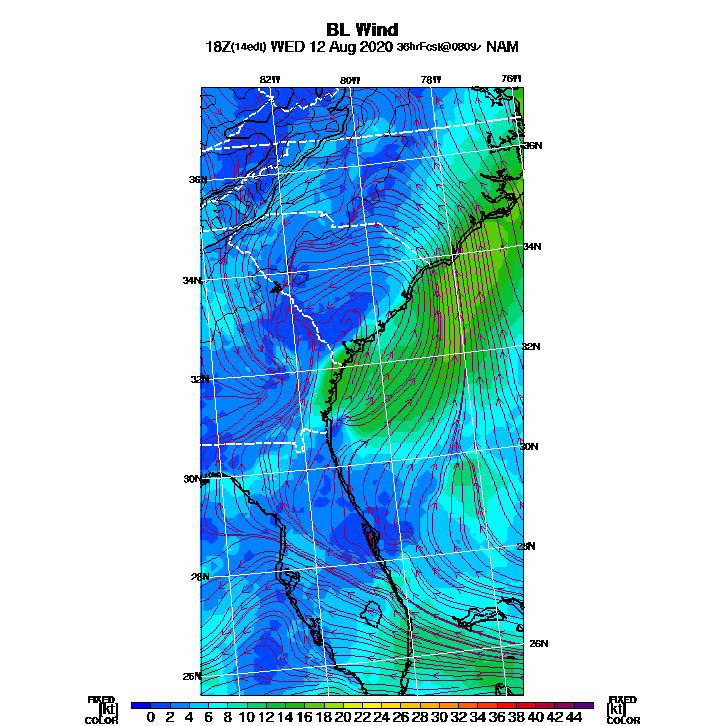 BL Wind
18Z(14edt) WED 12 Aug 2020 36hrFcst@0809z NAM
82W 80W 78W 76W
36N
36N
34N
34N
32N
32N
30N
30N
28N
28N
26N
26N
FIXED FIXED
[kt] 0 2 4 6 8 10 12 14 16 18 20 22 24 26 28 30 32 34 36 38 40 42 44 [kt]
COLOR COLOR